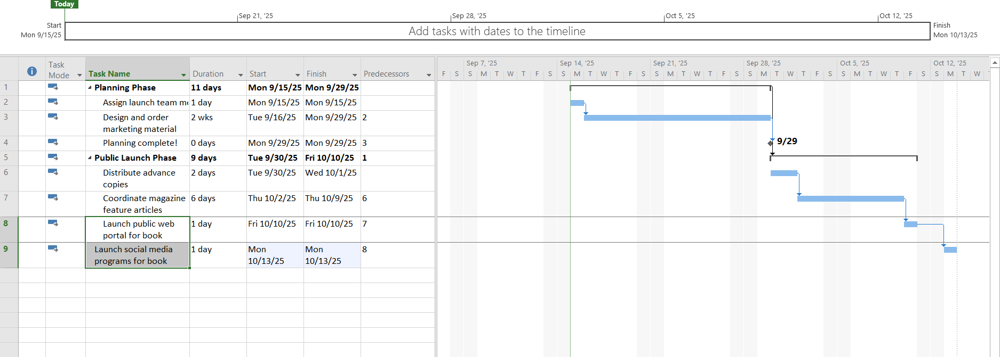 Today
Sep 21, '25 Sep 28, '25 Oct 5, '25 Oct 12, '25
Start
Mon 9/15/25
Add tasks with dates to the timeline
Finish
Mon 10/13/25
Task Mode Task Name Duration Start Finish Predecessors
Sep 7, '25 Sep 14, '25 Sep 21, '25 Sep 28, '25 Oct 5, '25 Oct 12, '25
F S S M T W T F S S M T W T F S S M T W T F S S M T W T F S S M T W T F S S M T W
1 Planning Phase 11 days Mon 9/15/25 Mon 9/29/25
2 Assign launch team 1 day Mon 9/15/25 Mon 9/15/25
3 Design and order 2 wks Tue 9/16/25 Mon 9/29/25 2
marketing material
4 Planning complete! 0 days Mon 9/29/25 Mon 9/29/25 3 9/29
5 Public Launch Phase 9 days Tue 9/30/25 Fri 10/10/25 1
6 Distribute advance 2 days Tue 9/30/25 Wed 10/1/25
copies
7 Coordinate magazine 6 days Thu 10/2/25 Thu 10/9/25 6
feature articles
8 Launch public web 1 day Fri 10/10/25 Fri 10/10/25 7
portal for book
9 Launch social media 1 day Mon Mon 8
programs for book 10/13/25 10/13/25